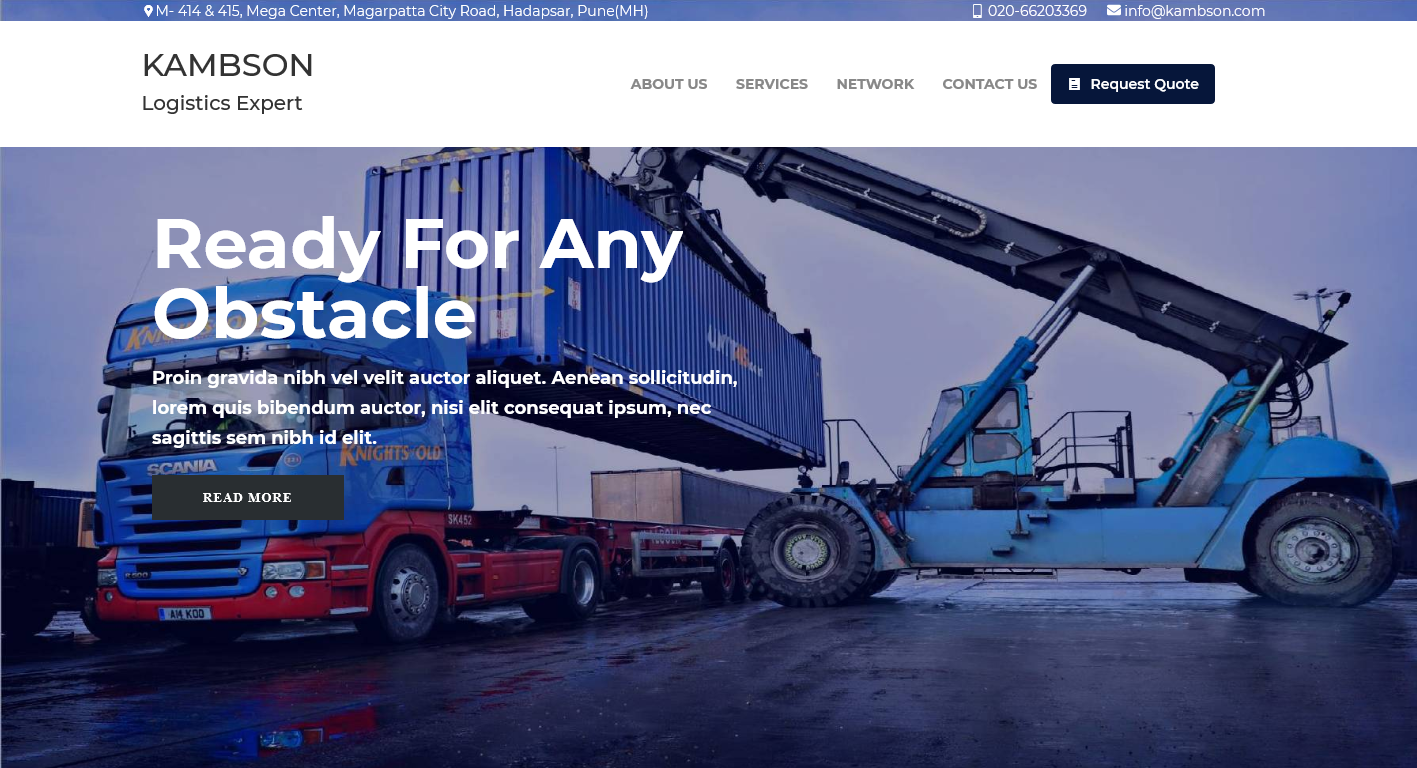 M- 414 & 415, Mega Center, Magarpatta City Road, Hadapsar, Pune(MH)
020-66203369
info@kambson.com
KAMBSON
Logistics Expert
ABOUT US
SERVICES
NETWORK
CONTACT US
Request Quote
Ready For Any
Obstacle
Proin gravida nibh vel velit auctor aliquet. Aenean sollicitudin,
lorem quis bibendum auctor, nisi elit consequat ipsum, nec
sagittis sem nibh id elit.
READ MORE
KNIGHTS OF OLD
SCANIA
SK452
A14 KOO